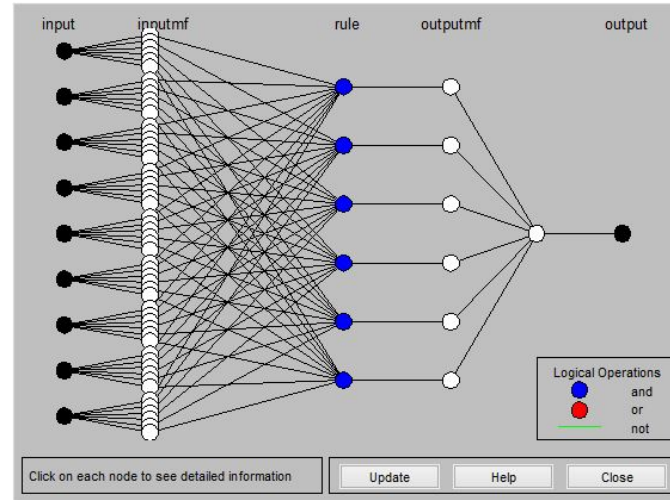 input inputmf rule outputmf output
Logical Operations
and
or
not
Click on each node to see detailed information
Update Help Close